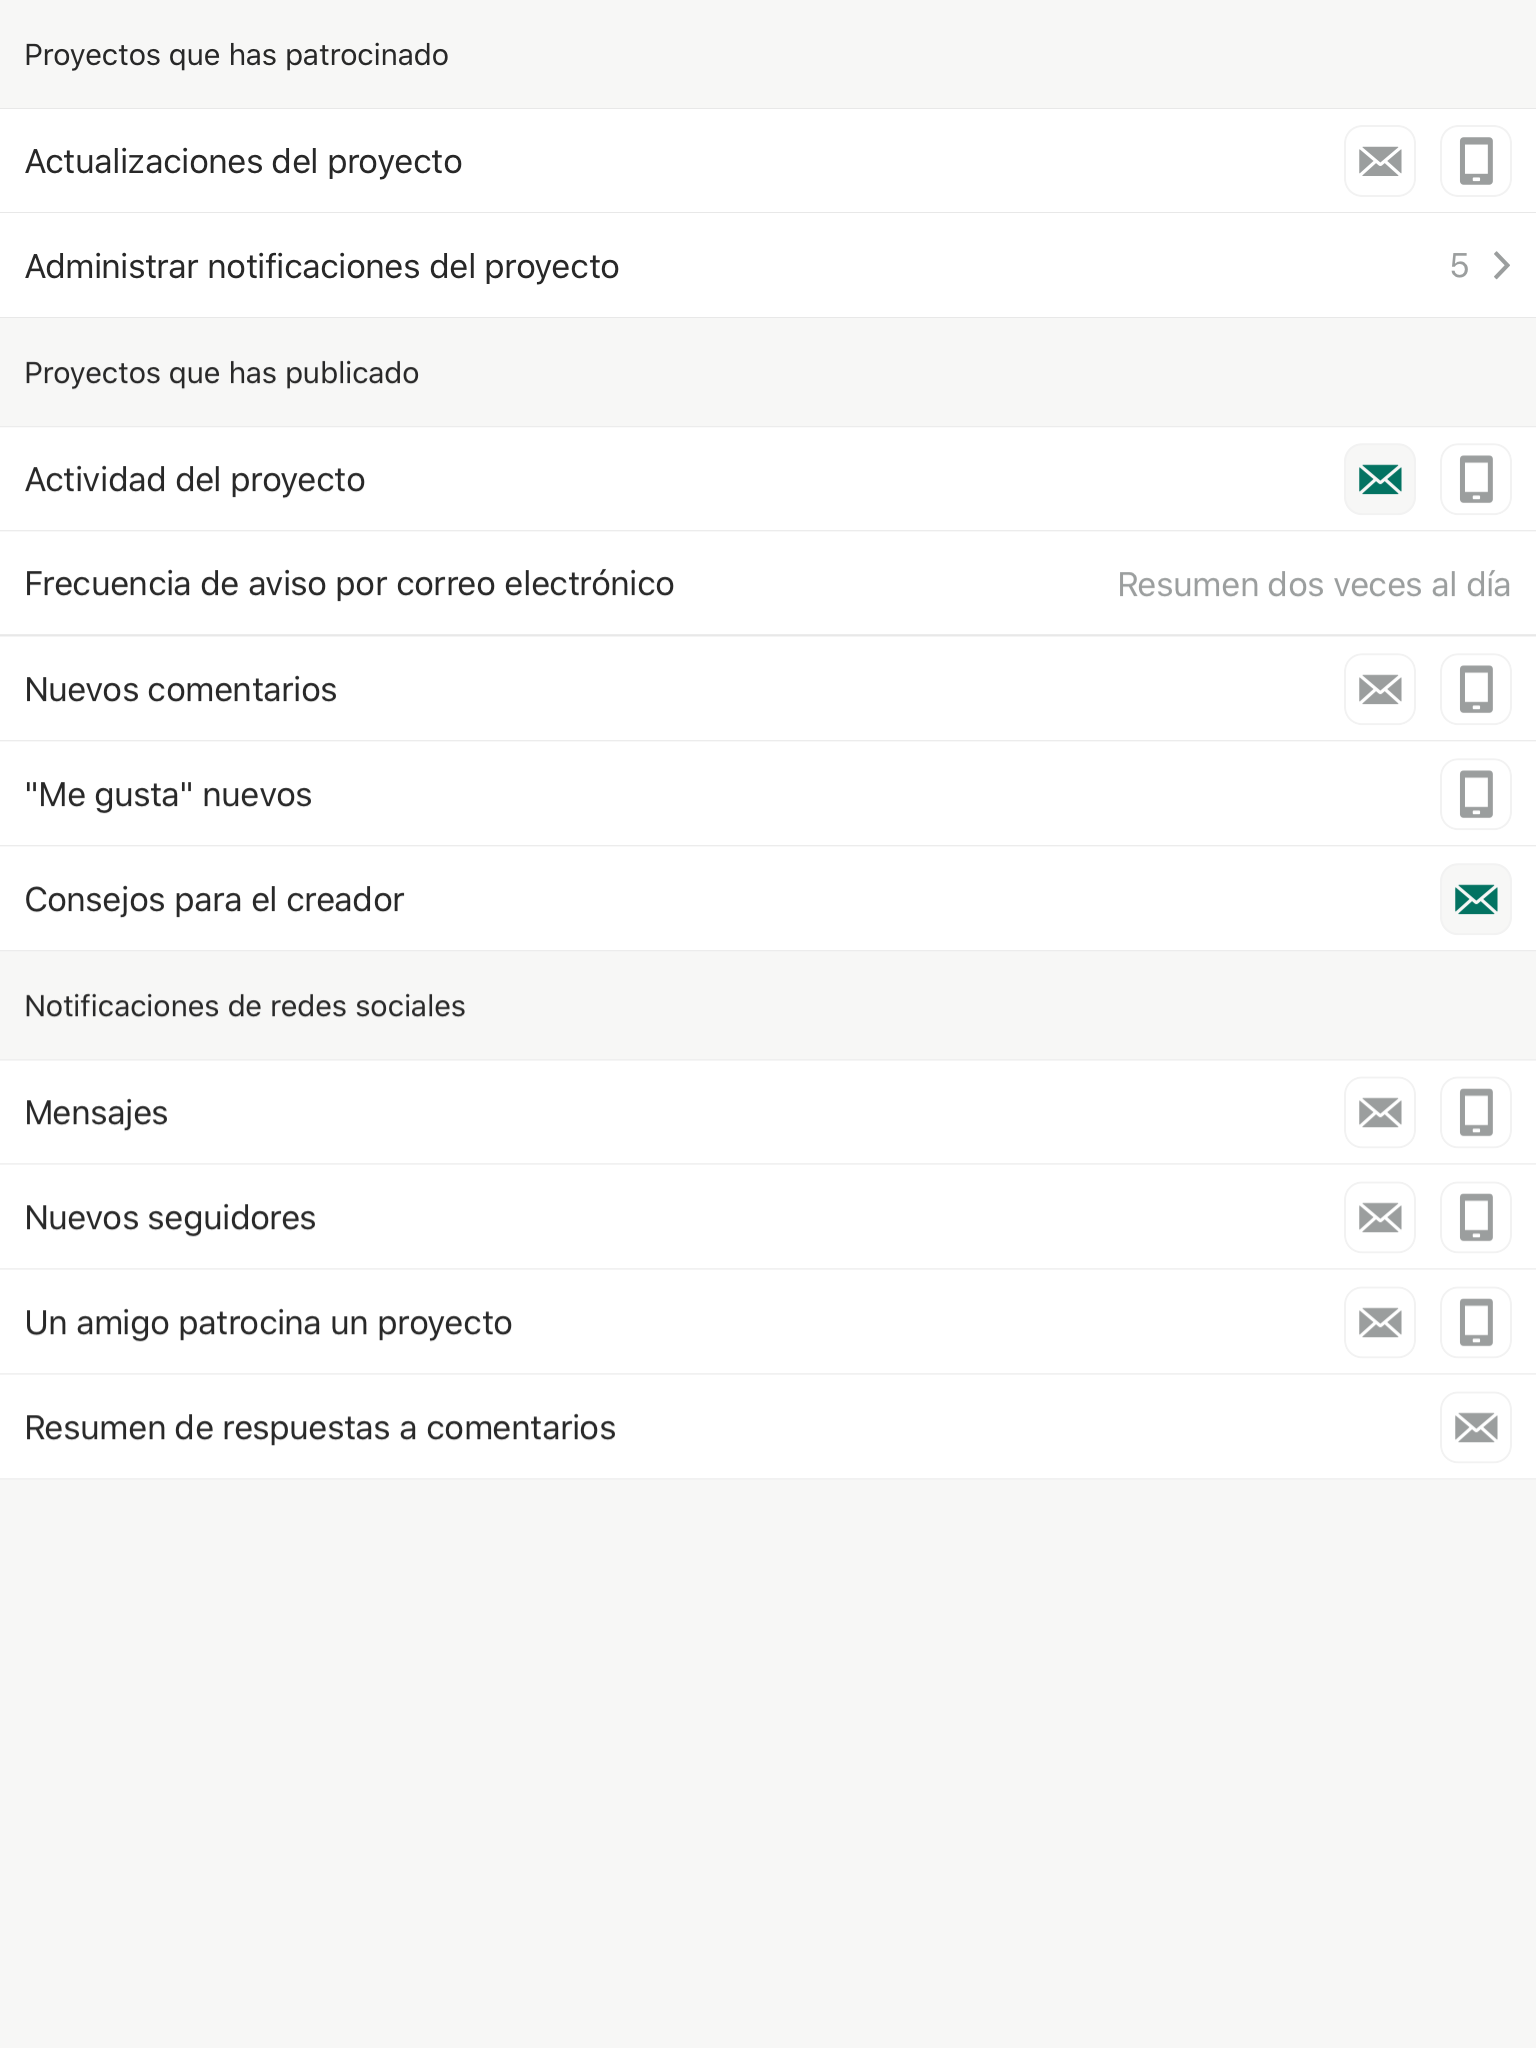 Proyectos que has patrocinado
Actualizaciones del proyecto
Administrar notificaciones del proyecto 5
Proyectos que has publicado
Actividad del proyecto
Frecuencia de aviso por correo electrónico Resumen dos veces al día
Nuevos comentarios
"Me gusta" nuevos
Consejos para el creador
Notificaciones de redes sociales
Mensajes
Nuevos seguidores
Un amigo patrocina un proyecto
Resumen de respuestas a comentarios